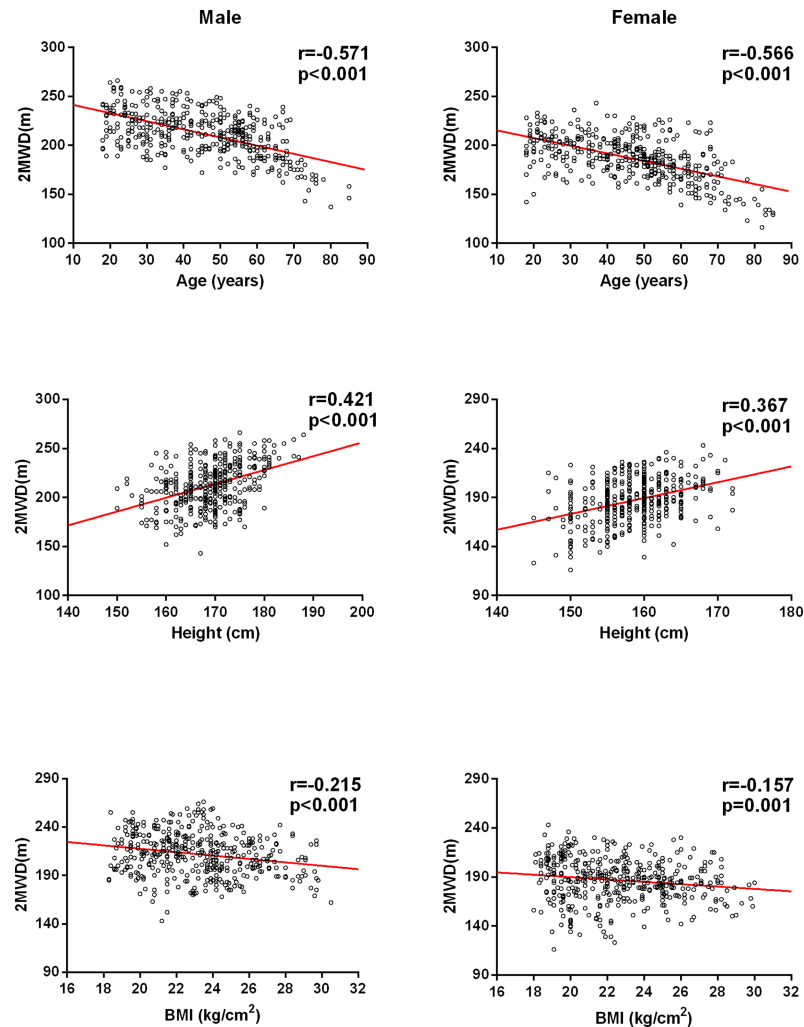 Male
Female
r=-0.571
p<0.001
300
250
200
150
100
2MWD(m)
10 20 30 40 50 60 70 80 90
Age (years)
r=-0.566
p<0.001
300
250
200
150
100
2MWD(m)
10 20 30 40 50 60 70 80 90
Age (years)
r=0.421
p<0.001
300
250
200
150
100
2MWD(m)
140 150 160 170 180 190 200
Height (cm)
r=0.367
p<0.001
290
240
190
140
90
2MWD(m)
140 150 160 170 180
Height (cm)
r=-0.215
p<0.001
290
240
190
140
90
2MWD(m)
16 18 20 22 24 26 28 30 32
BMI (kg/cm²)
r=-0.157
p=0.001
290
240
190
140
90
2MWD(m)
16 18 20 22 24 26 28 30 32
BMI (kg/cm²)